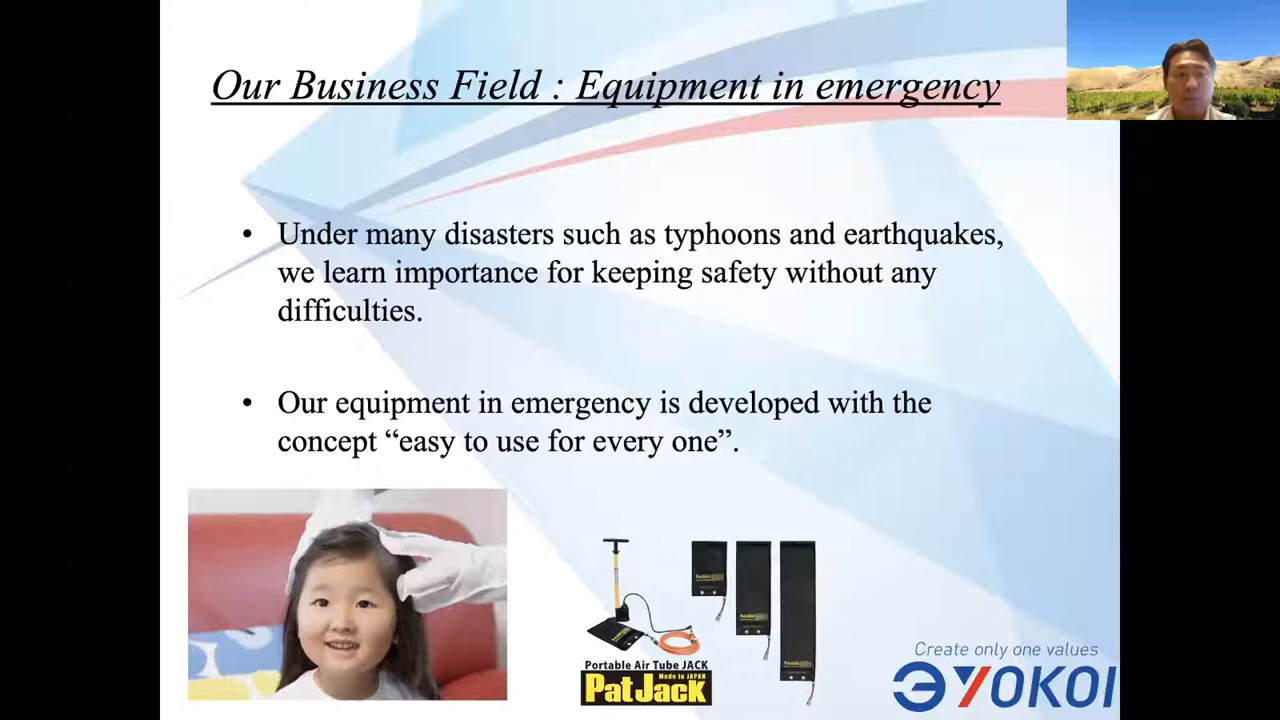 Our Business Field : Equipment in emergency
• Under many disasters such as typhoons and earthquakes,
we learn importance for keeping safety without any
difficulties.
• Our equipment in emergency is developed with the
concept “easy to use for every one”.
Portable Air Tube JACK
Made in JAPAN
PatJack
Create only one values
YOKOI